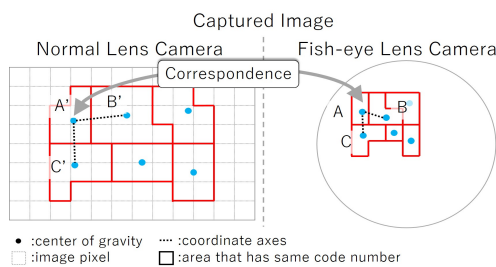 Captured Image
Normal Lens Camera
Fish-eye Lens Camera
Correspondence
A'
B'
C'
A
B
C
:center of gravity
:coordinate axes
:image pixel
:area that has same code number